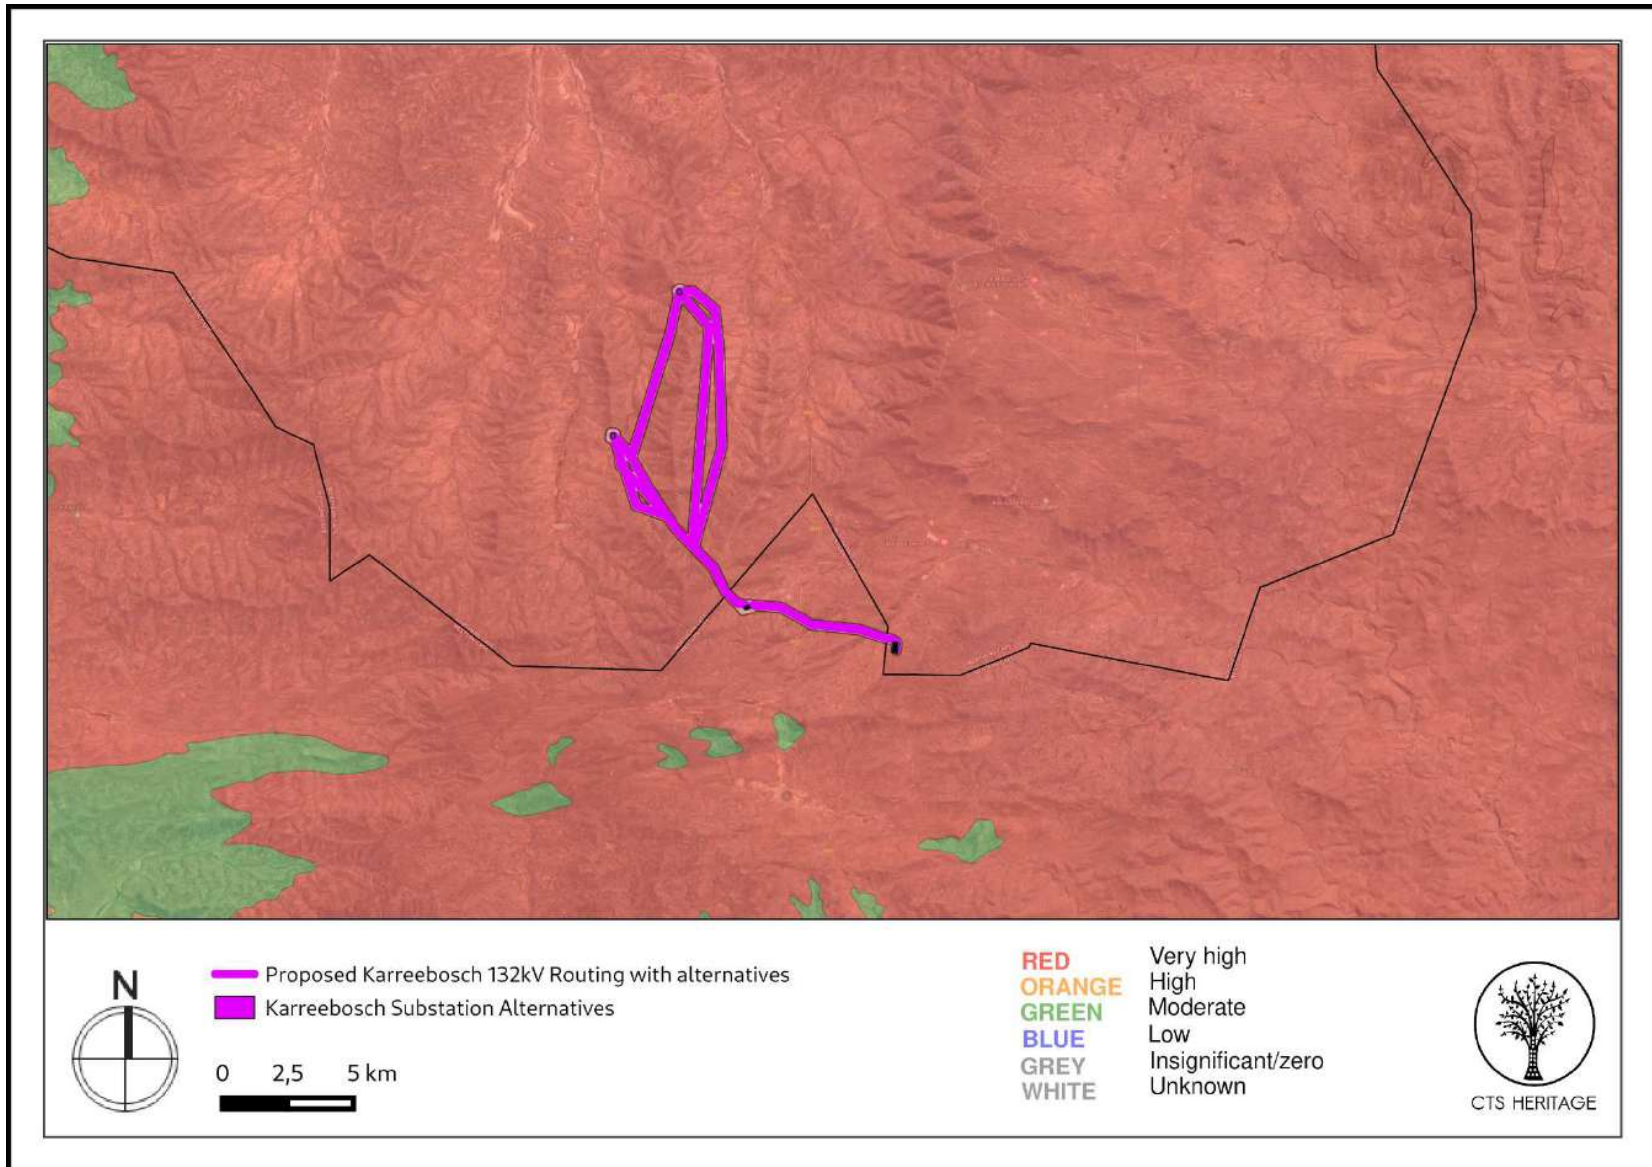 N
Proposed Karreebosch 132kV Routing with alternatives
Karreebosch Substation Alternatives
0 2,5 5 km
RED Very high
ORANGE High
GREEN Moderate
BLUE Low
GREY Insignificant/zero
WHITE Unknown
CTS HERITAGE